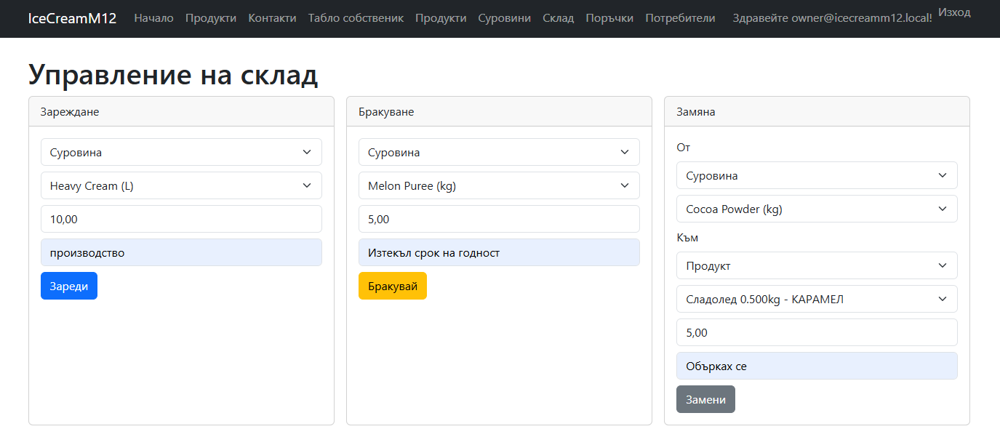 IceCreamM12 Начало Продукти Контакти Табло собственик Продукти Суровини Склад Поръчки Потребители Здравейте owner@icecreamm12.local! Изход
Управление на склад
Зареждане
Суровина
Heavy Cream (L)
10,00
производство
Зареди
Бракуване
Суровина
Melon Puree (kg)
5,00
Изтекъл срок на годност
Бракувай
Замяна
От
Суровина
Cocoa Powder (kg)
Към
Продукт
Сладолед 0.500kg - КАРАМЕЛ
5,00
Обърках се
Замени